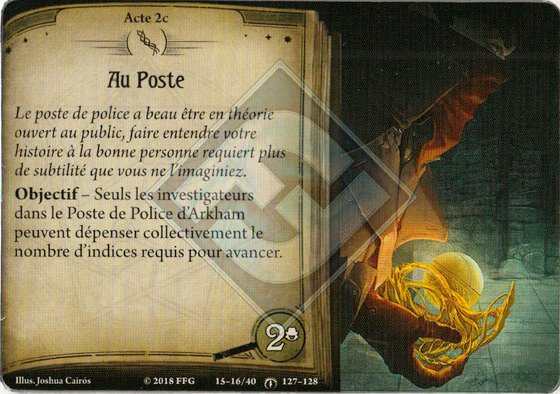 Acte 2c
Au Poste
Le poste de police a beau être en théorie
ouvert au public, faire entendre votre
histoire à la bonne personne requiert plus
de subtilité que vous ne l'imaginiez.
Objectif – Seuls les investigateurs
dans le Poste de Police d'Arkham
peuvent dépenser collectivement le
nombre d'indices requis pour avancer.
2
Illus. Joshua Cairós © 2018 FFG 15-16/40 127-128